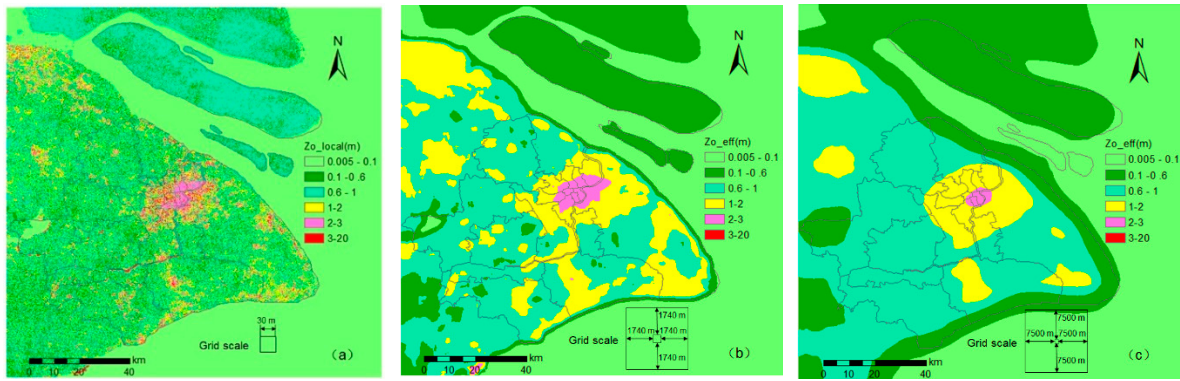 N
Zo_local(m)
0.005 - 0.1
0.1 -0.6
0.6 - 1
1-2
2-3
3-20
30 m
Grid scale
(a)
km
0 20 40
N
Zo_eff(m)
0.005 - 0.1
0.1 -0.6
0.6 - 1
1-2
2-3
3-20
1740 m
1740 m 1740 m
1740 m
Grid scale
(b)
km
0 20 40
N
Zo_eff(m)
0.005 - 0.1
0.1 -0.6
0.6 - 1
1-2
2-3
3-20
7500 m
7500 m 7500 m
7500 m
Grid scale
(c)
km
0 20 40